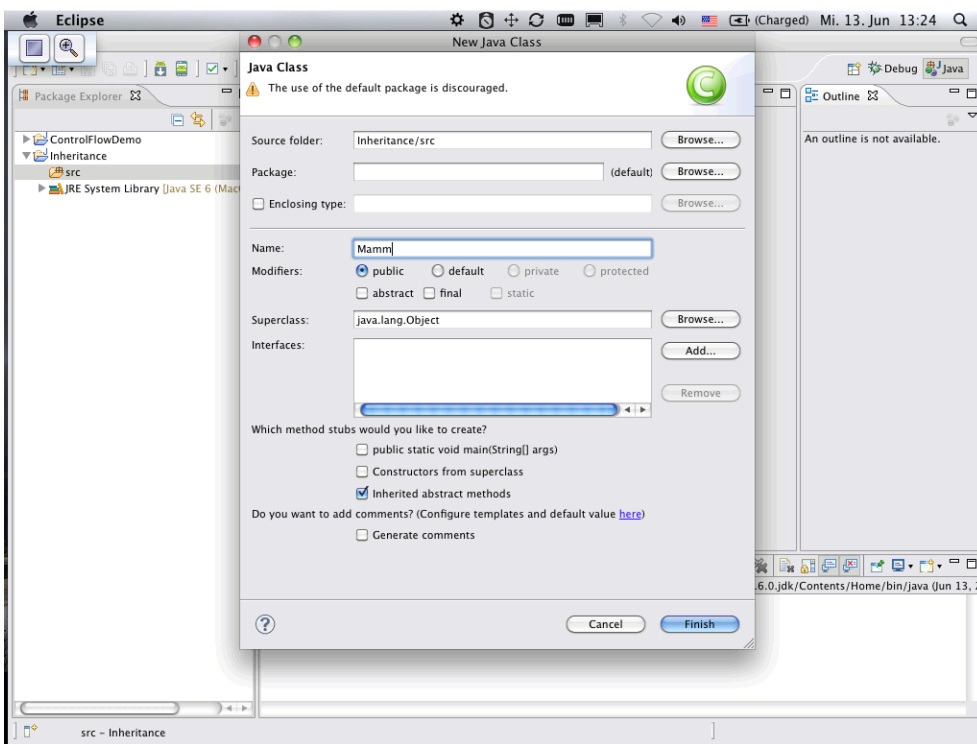 Eclipse (Charged) Mi. 13. Jun 13:24
New Java Class
Java Class
The use of the default package is discouraged.
Debug Java
Package Explorer
Outline
An outline is not available.
ControlFlowDemo
Inheritance
src
JRE System Library [Java SE 6 (Mac
Source folder: Inheritance/src Browse...
Package: (default) Browse...
Enclosing type: Browse...
Name: Mamm
Modifiers: public default private protected
abstract final static
Superclass: java.lang.Object Browse...
Interfaces: Add...
Remove
Which method stubs would you like to create?
public static void main(String[] args)
Constructors from superclass
Inherited abstract methods
Do you want to add comments? (Configure templates and default value here)
Generate comments
.6.0.jdk/Contents/Home/bin/java (Jun 13,
? Cancel Finish
src - Inheritance